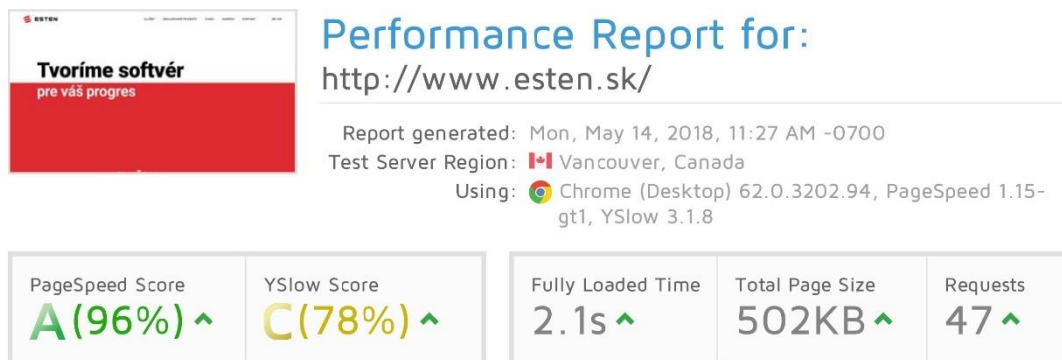 ESTEN
Tvoríme softvér
pre váš progres
Performance Report for:
http://www.esten.sk/
Report generated: Mon, May 14, 2018, 11:27 AM -0700
Test Server Region: Vancouver, Canada
Using: Chrome (Desktop) 62.0.3202.94, PageSpeed 1.15-
gt1, YSlow 3.1.8
PageSpeed Score
A(96%)
YSlow Score
C(78%)
Fully Loaded Time
2.1s
Total Page Size
502KB
Requests
47